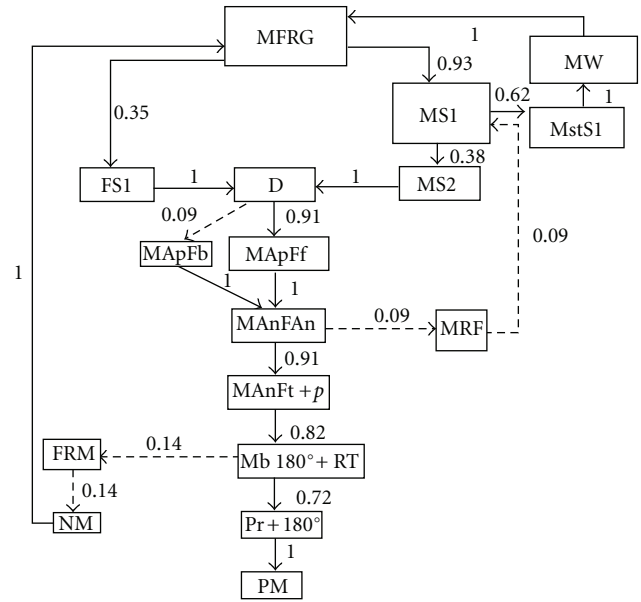 MFRG
1
MW
0.93
0.62
1
MS1
MstS1
0.35
0.38
FS1
1
D
1
MS2
0.09
0.91
0.09
MApFb
MApFf
1
1
1
MAnFAn
0.09
MRF
0.91
MAnFt + p
0.82
FRM
0.14
Mb 180° + RT
0.14
0.72
NM
Pr + 180°
1
PM